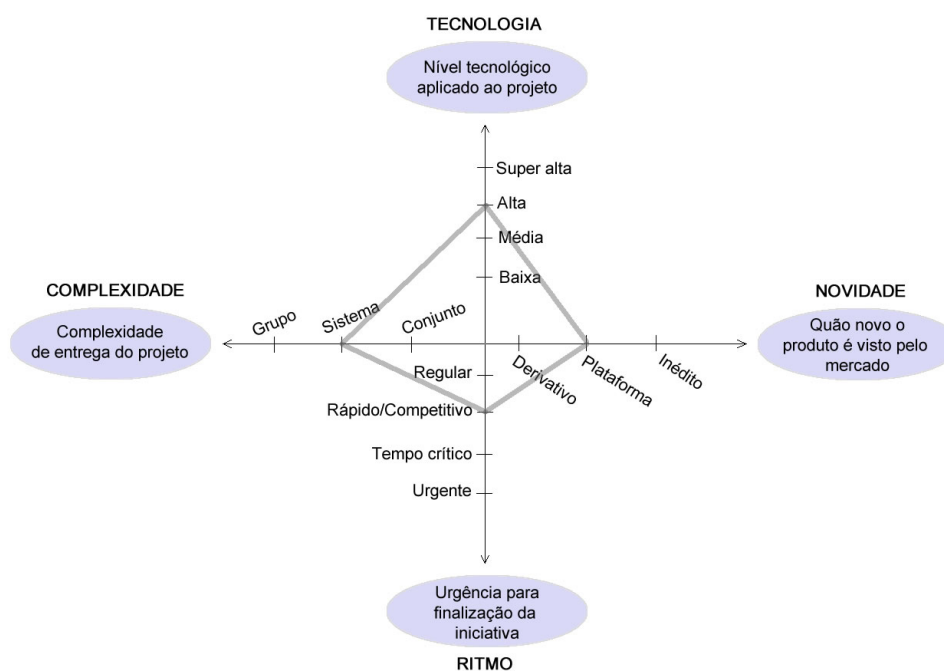 TECNOLOGIA
Nível tecnológico
aplicado ao projeto
Super alta
Alta
Média
Baixa
COMPLEXIDADE
Complexidade
de entrega do projeto
Grupo
Sistema
Conjunto
NOVIDADE
Quão novo o
produto é visto pelo
mercado
Derivativo
Plataforma
Inédito
Regular
Rápido/Competitivo
Tempo crítico
Urgente
Urgência para
finalização da
iniciativa
RITMO